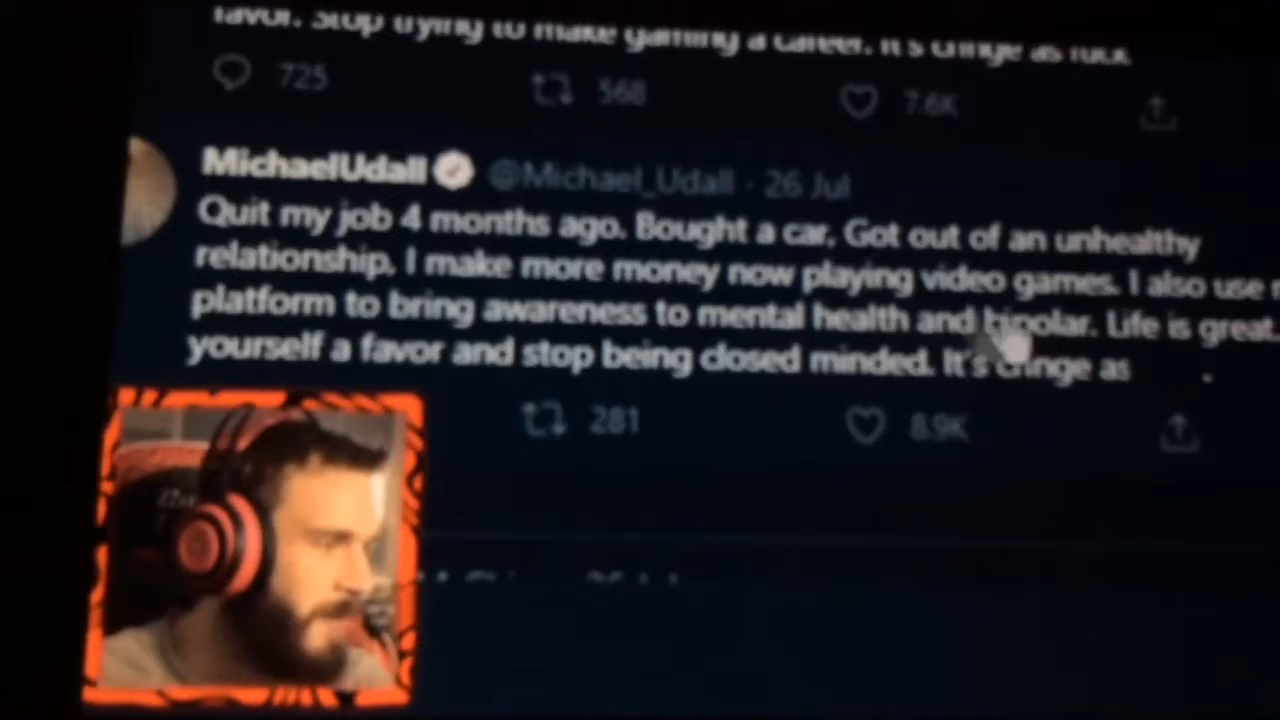 favor. Stop trying to make gaming a career. It's cringe as fuck
725 568 7.6K
MichaelUdall @Michael_Udall · 26 Jul
Quit my job 4 months ago. Bought a car. Got out of an unhealthy
relationship. I make more money now playing video games. I also use
platform to bring awareness to mental health and bipolar. Life is great.
yourself a favor and stop being closed minded. It's cringe as .
281 8.9K